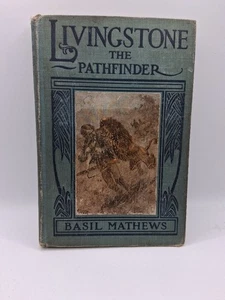 LIVINGSTONE
THE
PATHFINDER
BASIL MATHEWS